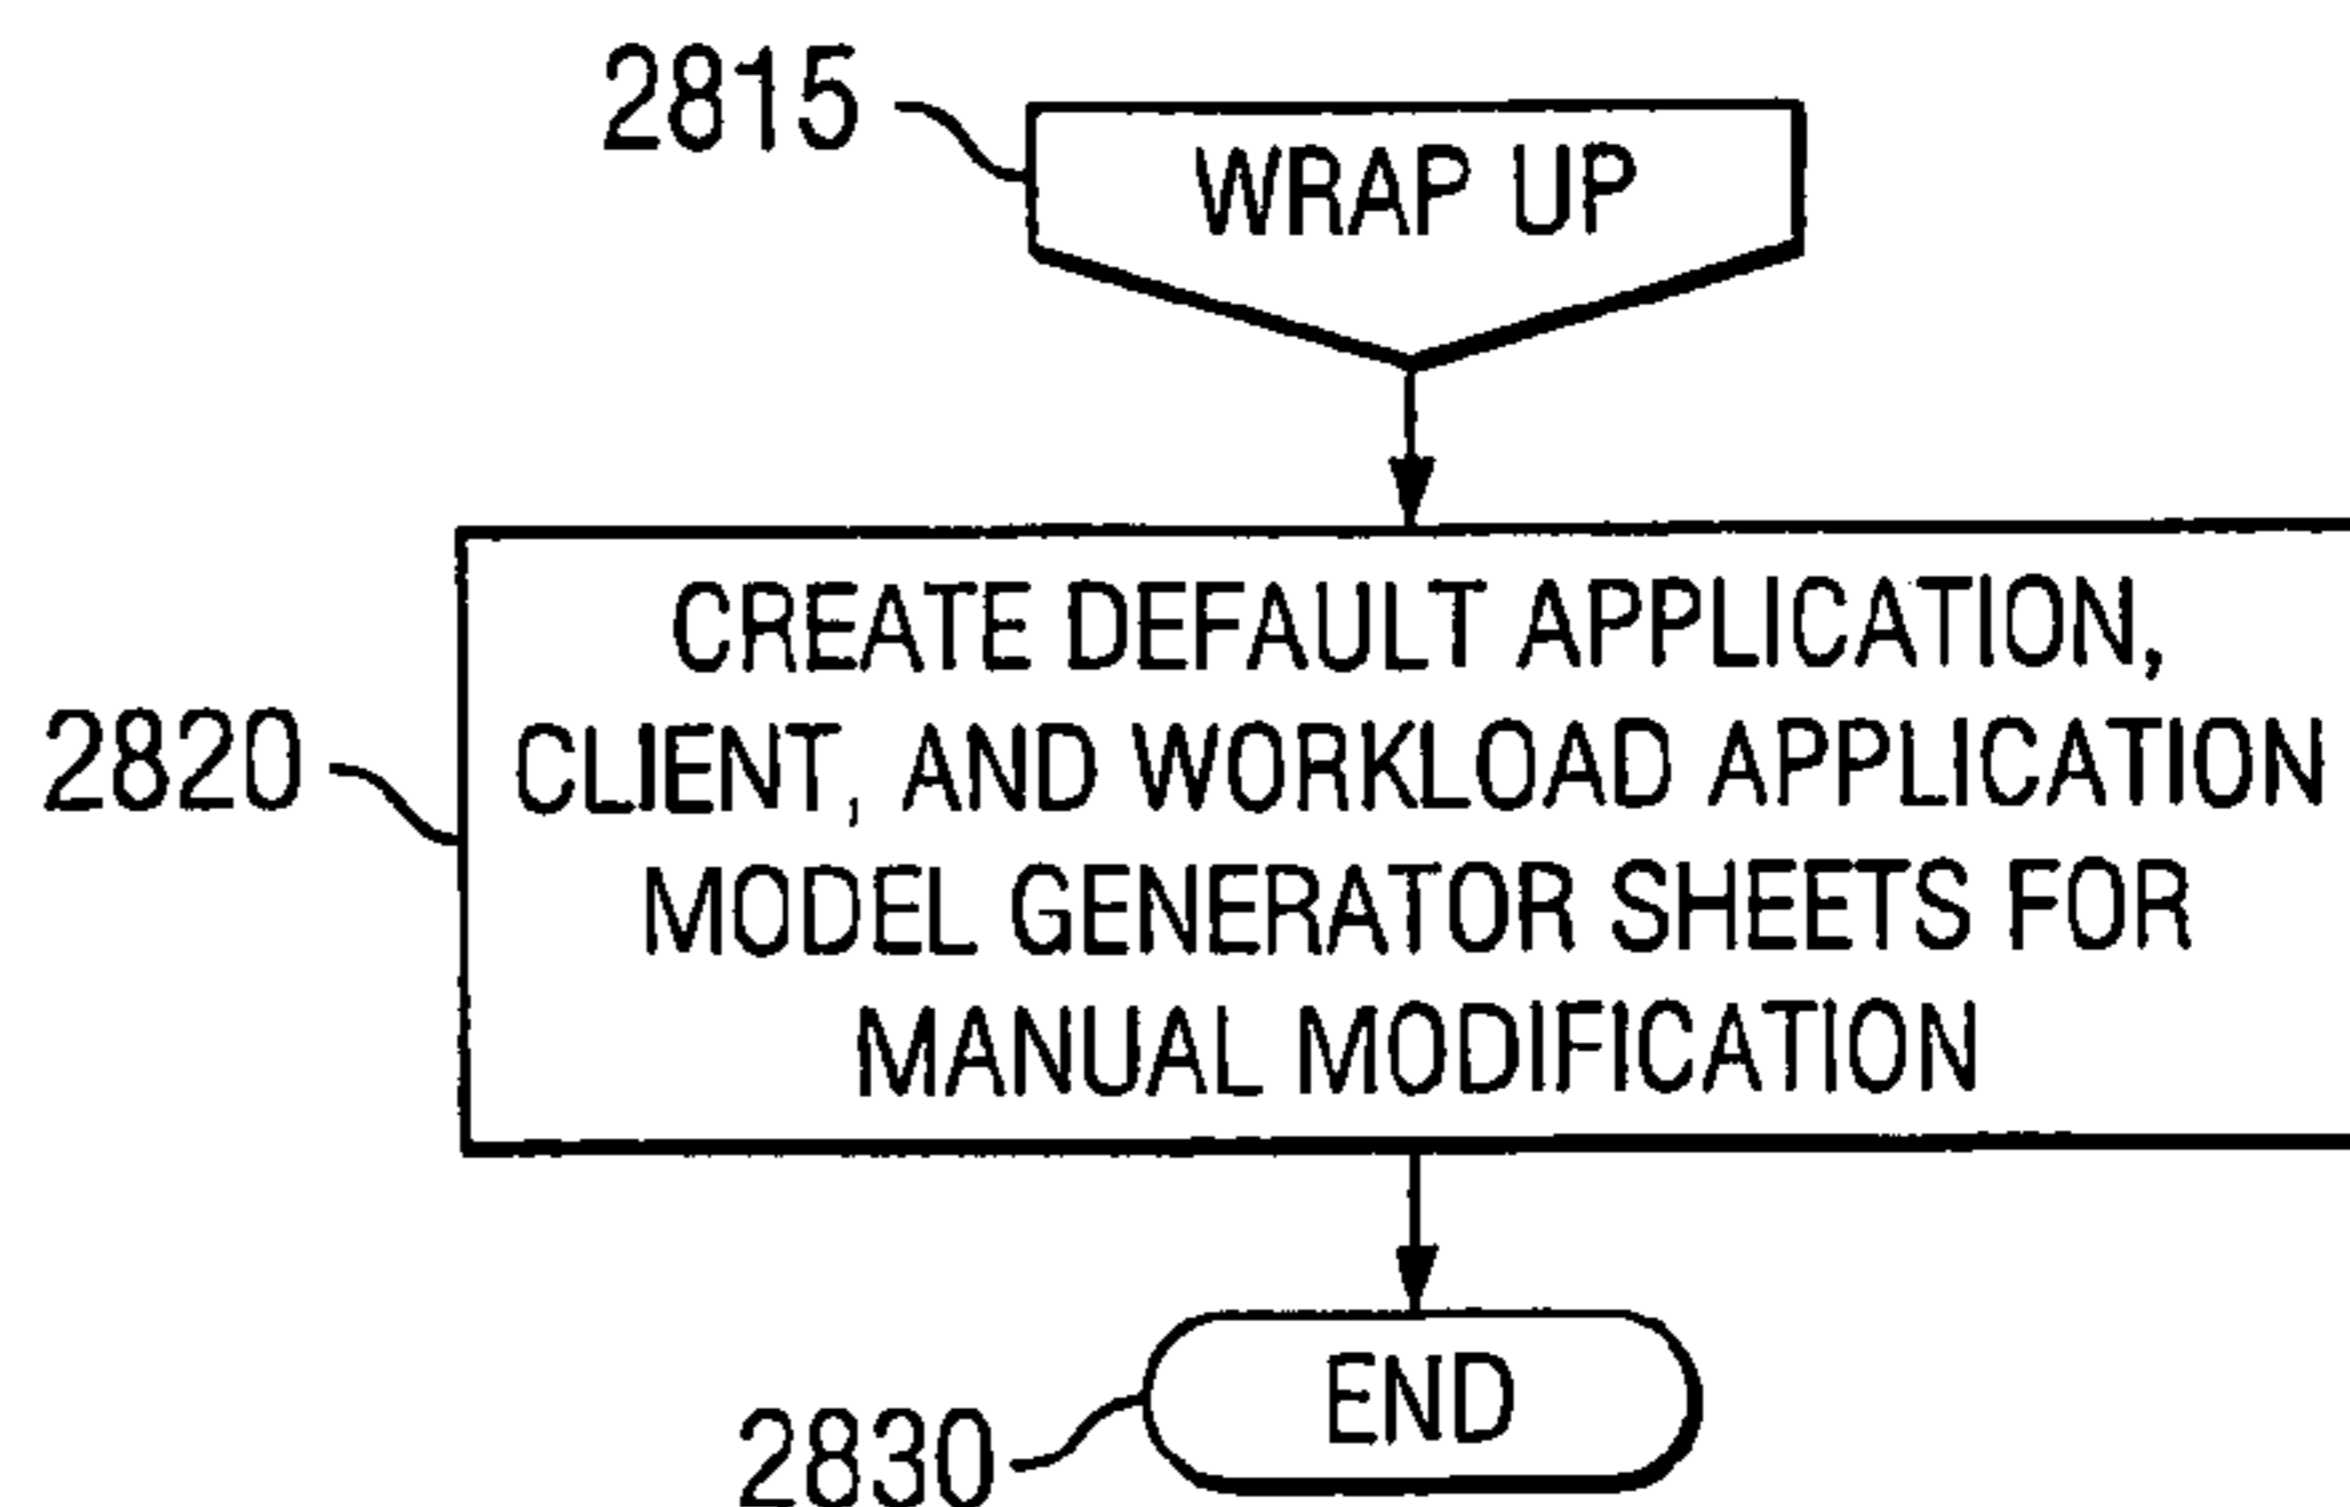 2815
WRAP UP
2820
CREATE DEFAULT APPLICATION,
CLIENT, AND WORKLOAD APPLICATION
MODEL GENERATOR SHEETS FOR
MANUAL MODIFICATION
2830
END